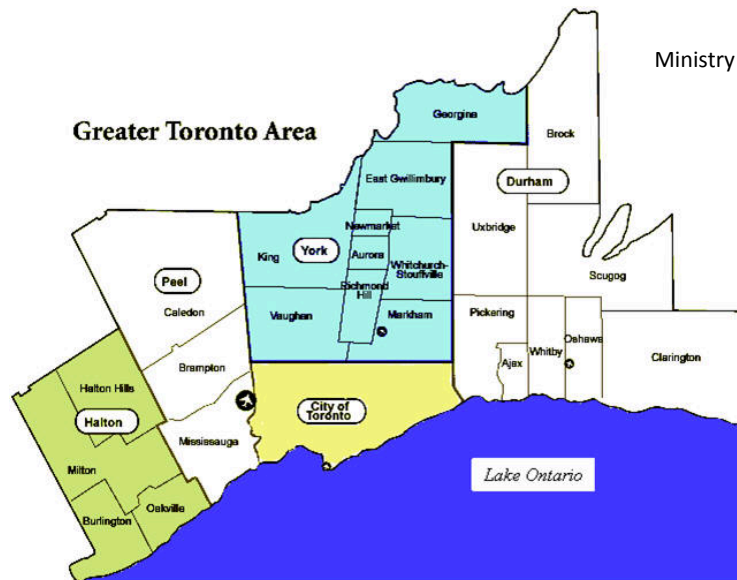 Ministry
Greater Toronto Area
Georgina
Brock
East Gwillimbury
Durham
Uxbridge
Newmarket
King
York
Aurora
Whitchurch-
Stouffville
Scugog
Peel
Richmond
Hill
Caledon
Vaughan
Markham
Pickering
Oshawa
Whitby
Ajax
Clarington
Brampton
Halton Hills
City of
Toronto
Halton
Mississauga
Milton
Lake Ontario
Oakville
Burlington